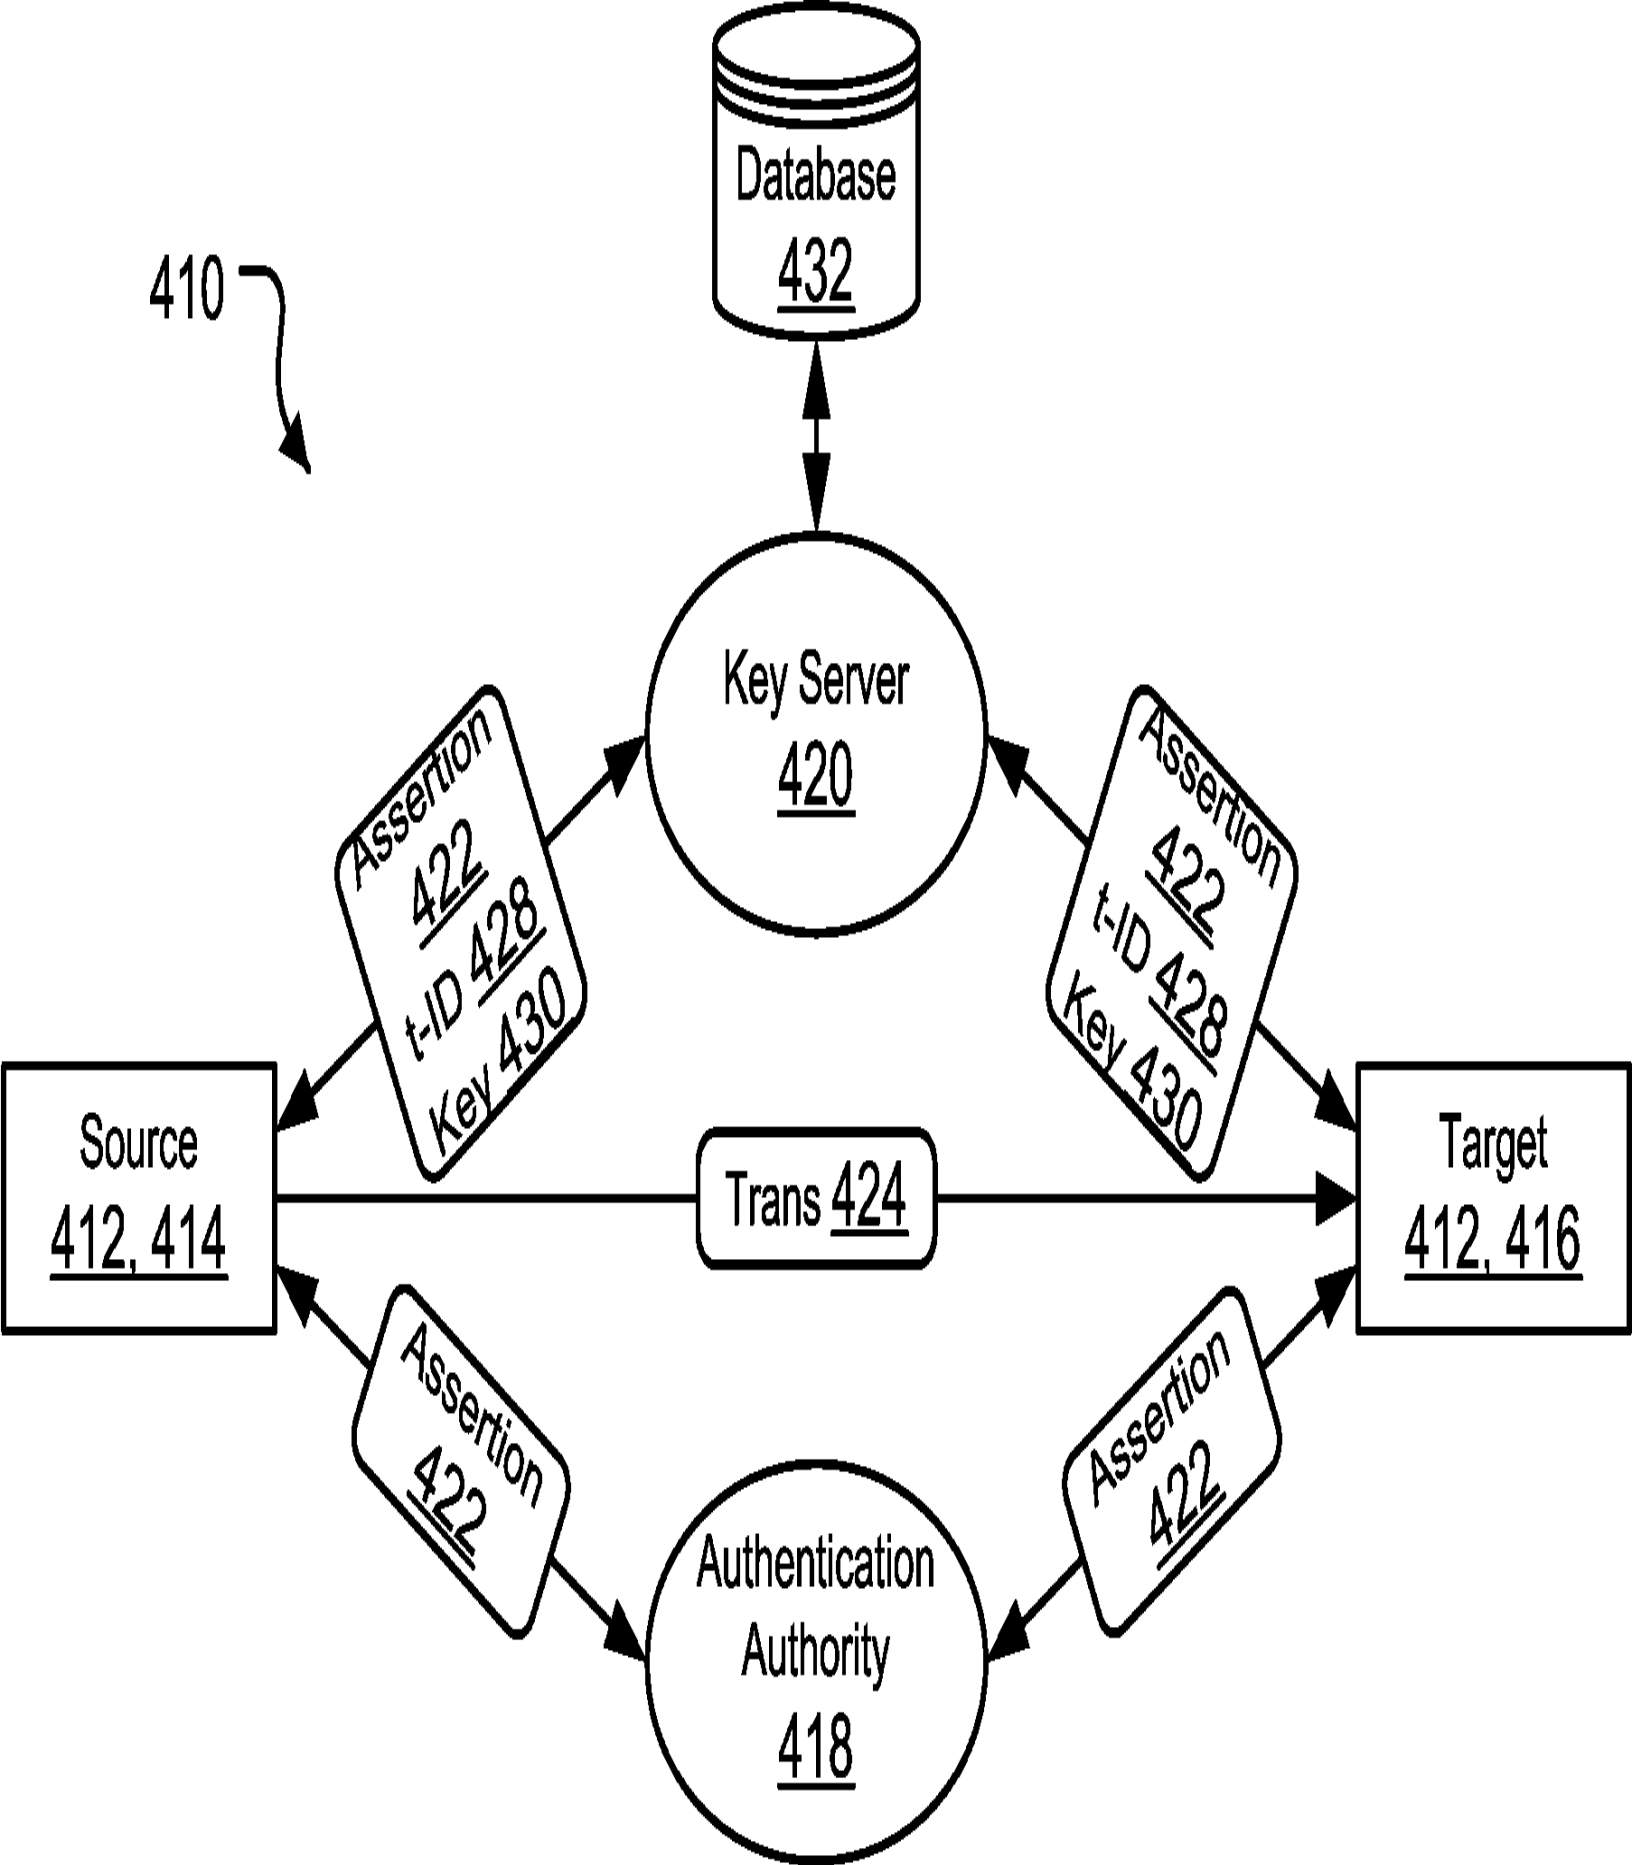 Database
432
410
Key Server
420
Assertion
422
t-ID 428
Key 430
Assertion
422
t-ID 428
Key 430
Source
412, 414
Trans 424
Target
412, 416
Assertion
422
Assertion
422
Authentication
Authority
418